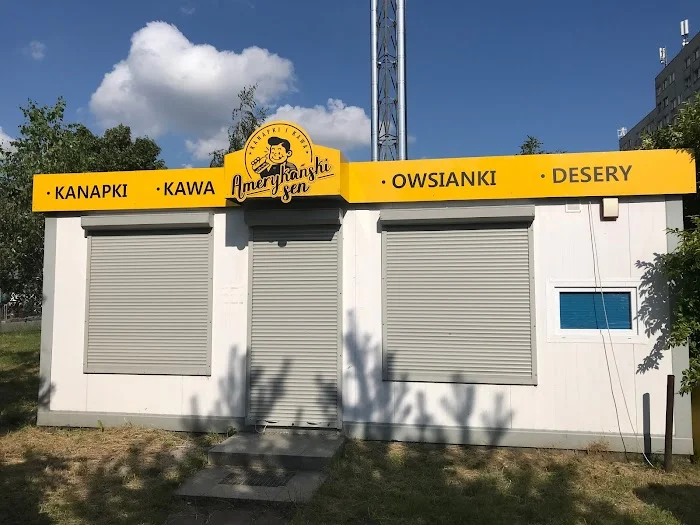 · KANAPKI
· KAWA
KANAPKI I KAWA
Amerykański
sen
· OWSIANKI
· DESERY